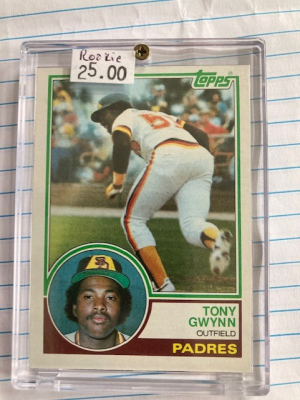 Rookie
25.00
Topps
TONY
GWYNN
OUTFIELD
PADRES